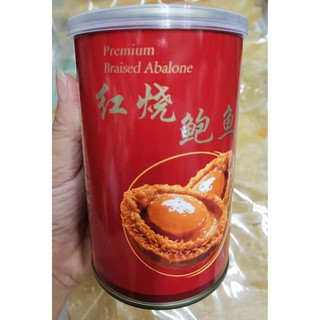 Premium
Braised Abalone
红烧
鲍鱼